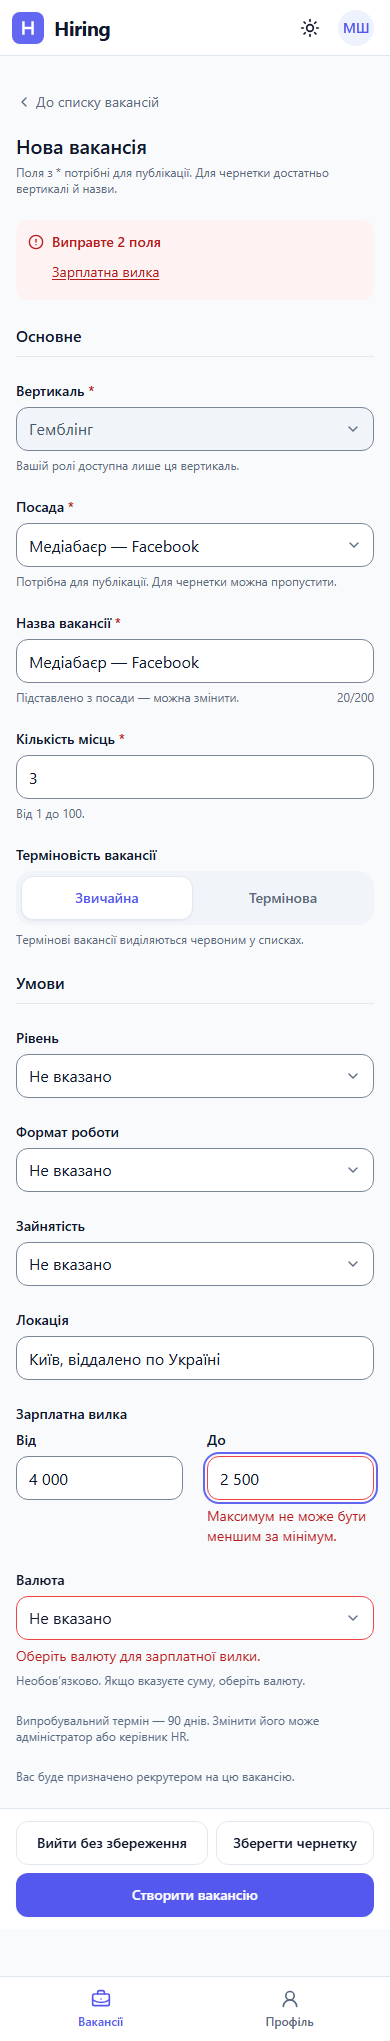 H Hiring МШ
До списку вакансій
Нова вакансія
Поля з * потрібні для публікації. Для чернетки достатньо
вертикалі й назви.
Виправте 2 поля
Зарплатна вилка
Основне
Вертикаль *
Гемблінг
Вашій ролі доступна лише ця вертикаль.
Посада *
Медіабаєр — Facebook
Потрібна для публікації. Для чернетки можна пропустити.
Назва вакансії *
Медіабаєр — Facebook
Підставлено з посади — можна змінити. 20/200
Кількість місць *
3
Від 1 до 100.
Терміновість вакансії
Звичайна Термінова
Термінові вакансії виділяються червоним у списках.
Умови
Рівень
Не вказано
Формат роботи
Не вказано
Зайнятість
Не вказано
Локація
Київ, віддалено по Україні
Зарплатна вилка
Від До
4 000 2 500
Максимум не може бути
меншим за мінімум.
Валюта
Не вказано
Оберіть валюту для зарплатної вилки.
Необов'язково. Якщо вказуєте суму, оберіть валюту.
Випробувальний термін — 90 днів. Змінити його може
адміністратор або керівник HR.
Вас буде призначено рекрутером на цю вакансію.
Вийти без збереження Зберегти чернетку
Створити вакансію
Вакансії Профіль